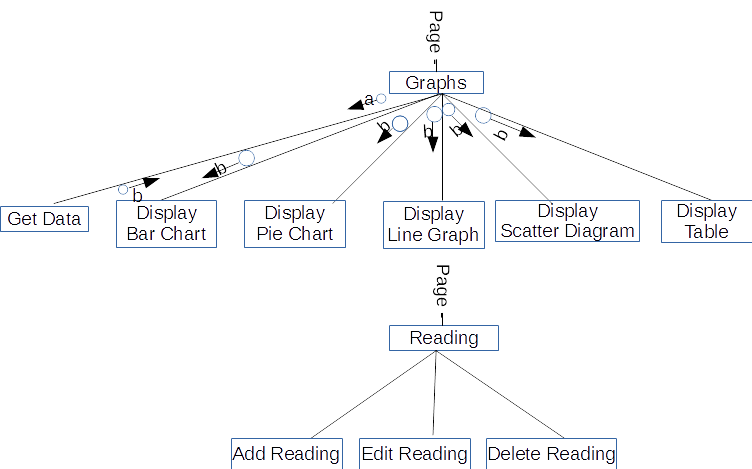 Page
Graphs
a
b
b
b
b
b
b
Get Data
Display
Bar Chart
Display
Pie Chart
Display
Line Graph
Display
Scatter Diagram
Display
Table
Page
Reading
Add Reading
Edit Reading
Delete Reading